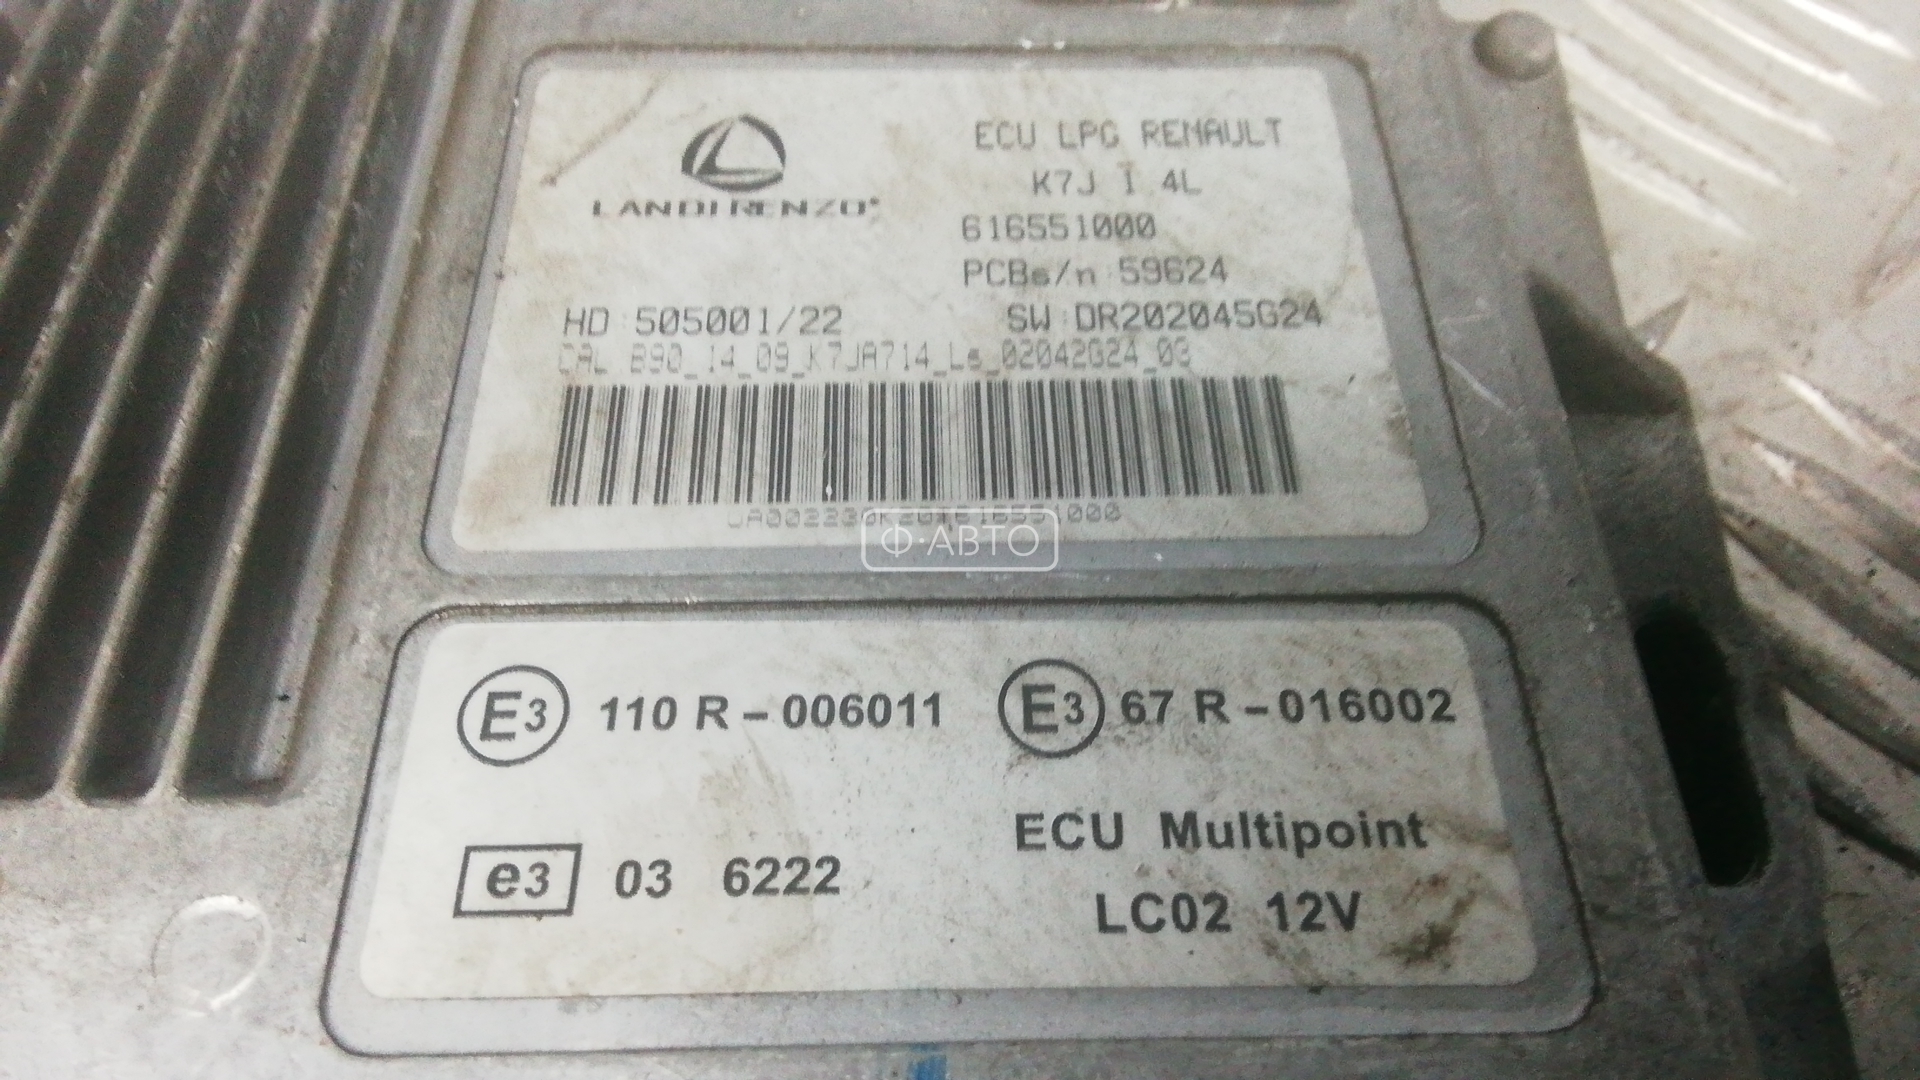 LANDIRENZO®
ECU LPG RENAULT
K7J 1.4L
616551000
PCBs/n 59624
HD 505001/22 SW DR202045G24
CAL B90_14_09_K7JA714_Ls_02042G24_03
Ф·АВТО
E3 110 R-006011 E3 67 R-016002
e3 03 6222
ECU Multipoint
LC02 12V